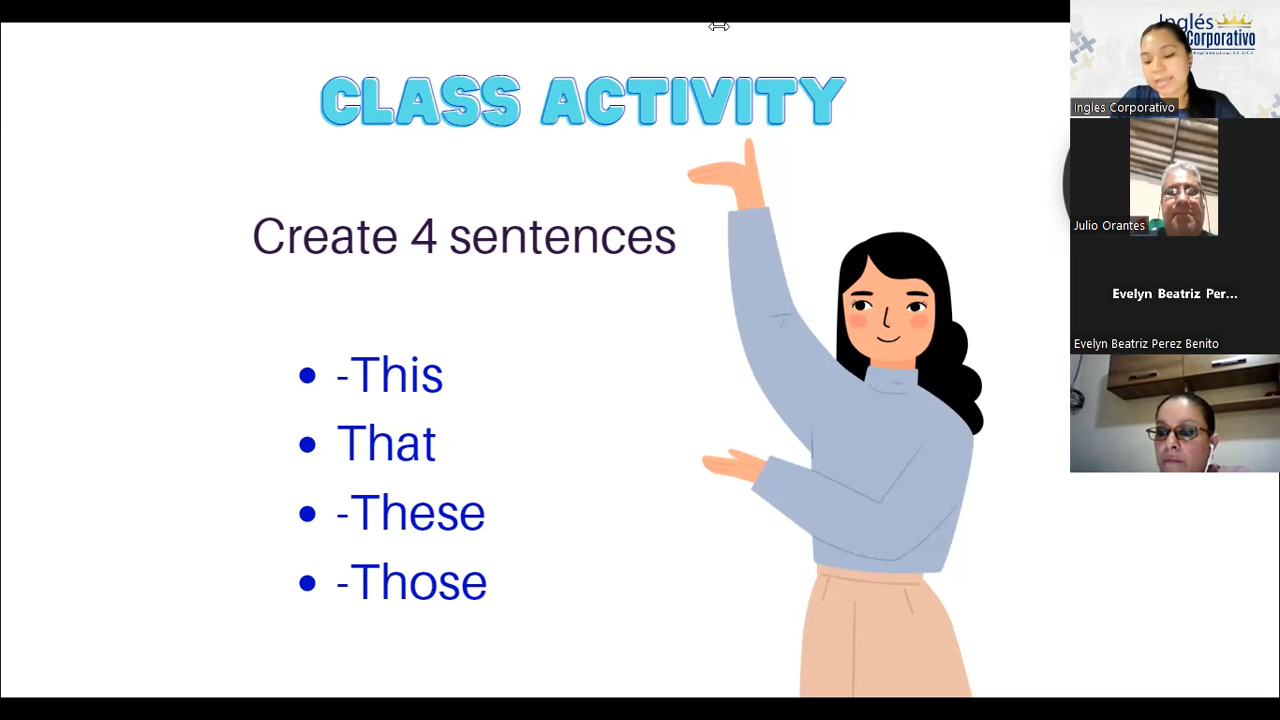 CLASS ACTIVITY
Create 4 sentences
• -This
• That
• -These
• -Those
Inglés
Corporativo
Ingles Corporativo
Julio Orantes
Evelyn Beatriz Per...
Evelyn Beatriz Perez Benito